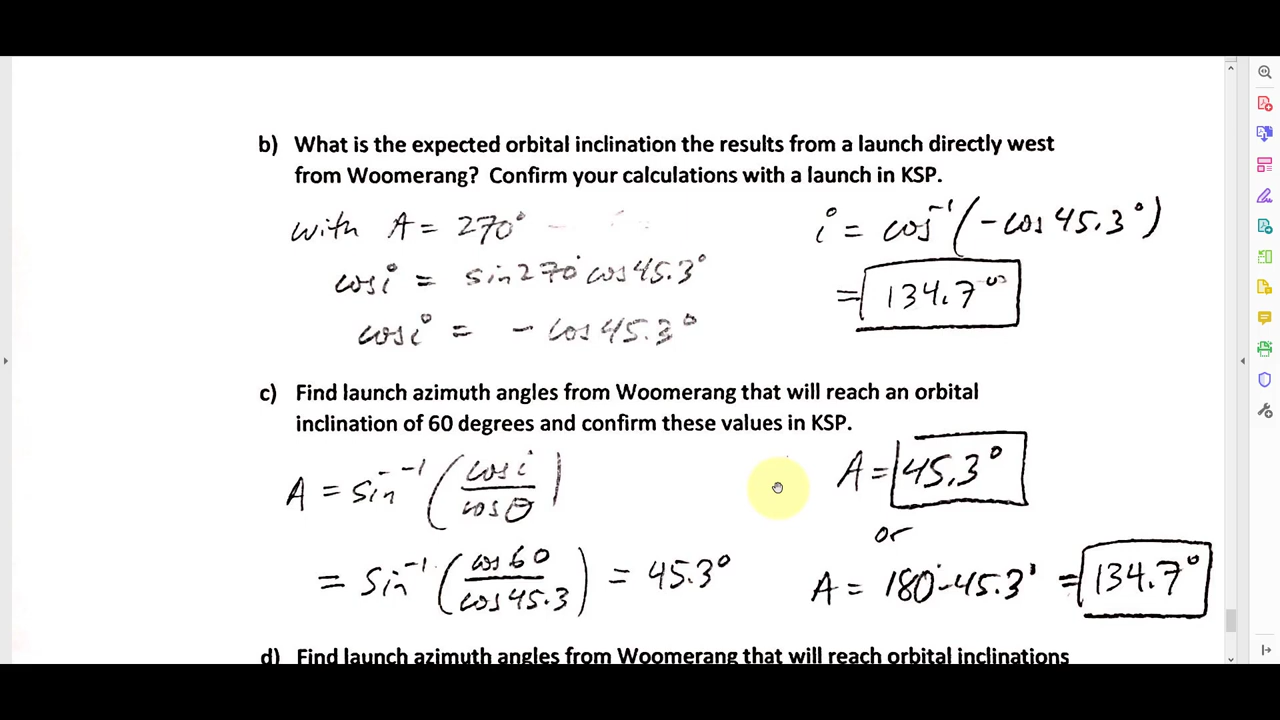 b) What is the expected orbital inclination the results from a launch directly west
from Woomerang? Confirm your calculations with a launch in KSP.
with A = 270°
cos i = sin 270° cos 45.3°
cos i = - cos 45.3°
i = cos⁻¹(-cos 45.3°)
= 134.7°
c) Find launch azimuth angles from Woomerang that will reach an orbital
inclination of 60 degrees and confirm these values in KSP.
A = sin⁻¹(cos i / cos θ)
= sin⁻¹(cos 60 / cos 45.3) = 45.3°
A = 45.3°
or
A = 180° - 45.3° = 134.7°
d) Find launch azimuth angles from Woomerang that will reach orbital inclinations